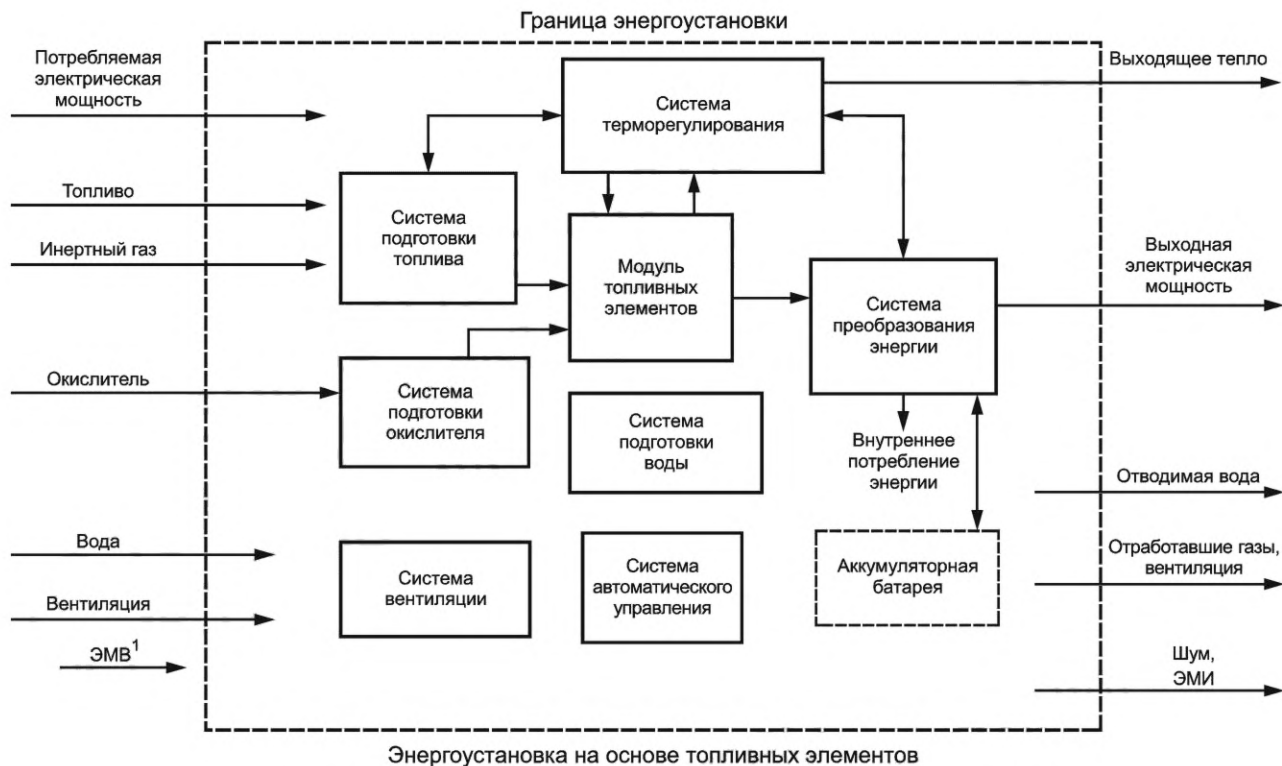 Граница энергоустановки
Потребляемая
электрическая
мощность
Топливо
Инертный газ
Окислитель
Вода
Вентиляция
ЭМВ1
Система
терморегулирования
Система
подготовки
топлива
Модуль
топливных
элементов
Система
преобразования
энергии
Система
подготовки
окислителя
Система
подготовки
воды
Внутреннее
потребление
энергии
Система
вентиляции
Система
автоматического
управления
Аккумуляторная
батарея
Выходящее тепло
Выходная
электрическая
мощность
Отводимая вода
Отработавшие газы,
вентиляция
Шум,
ЭМИ
Энергоустановка на основе топливных элементов